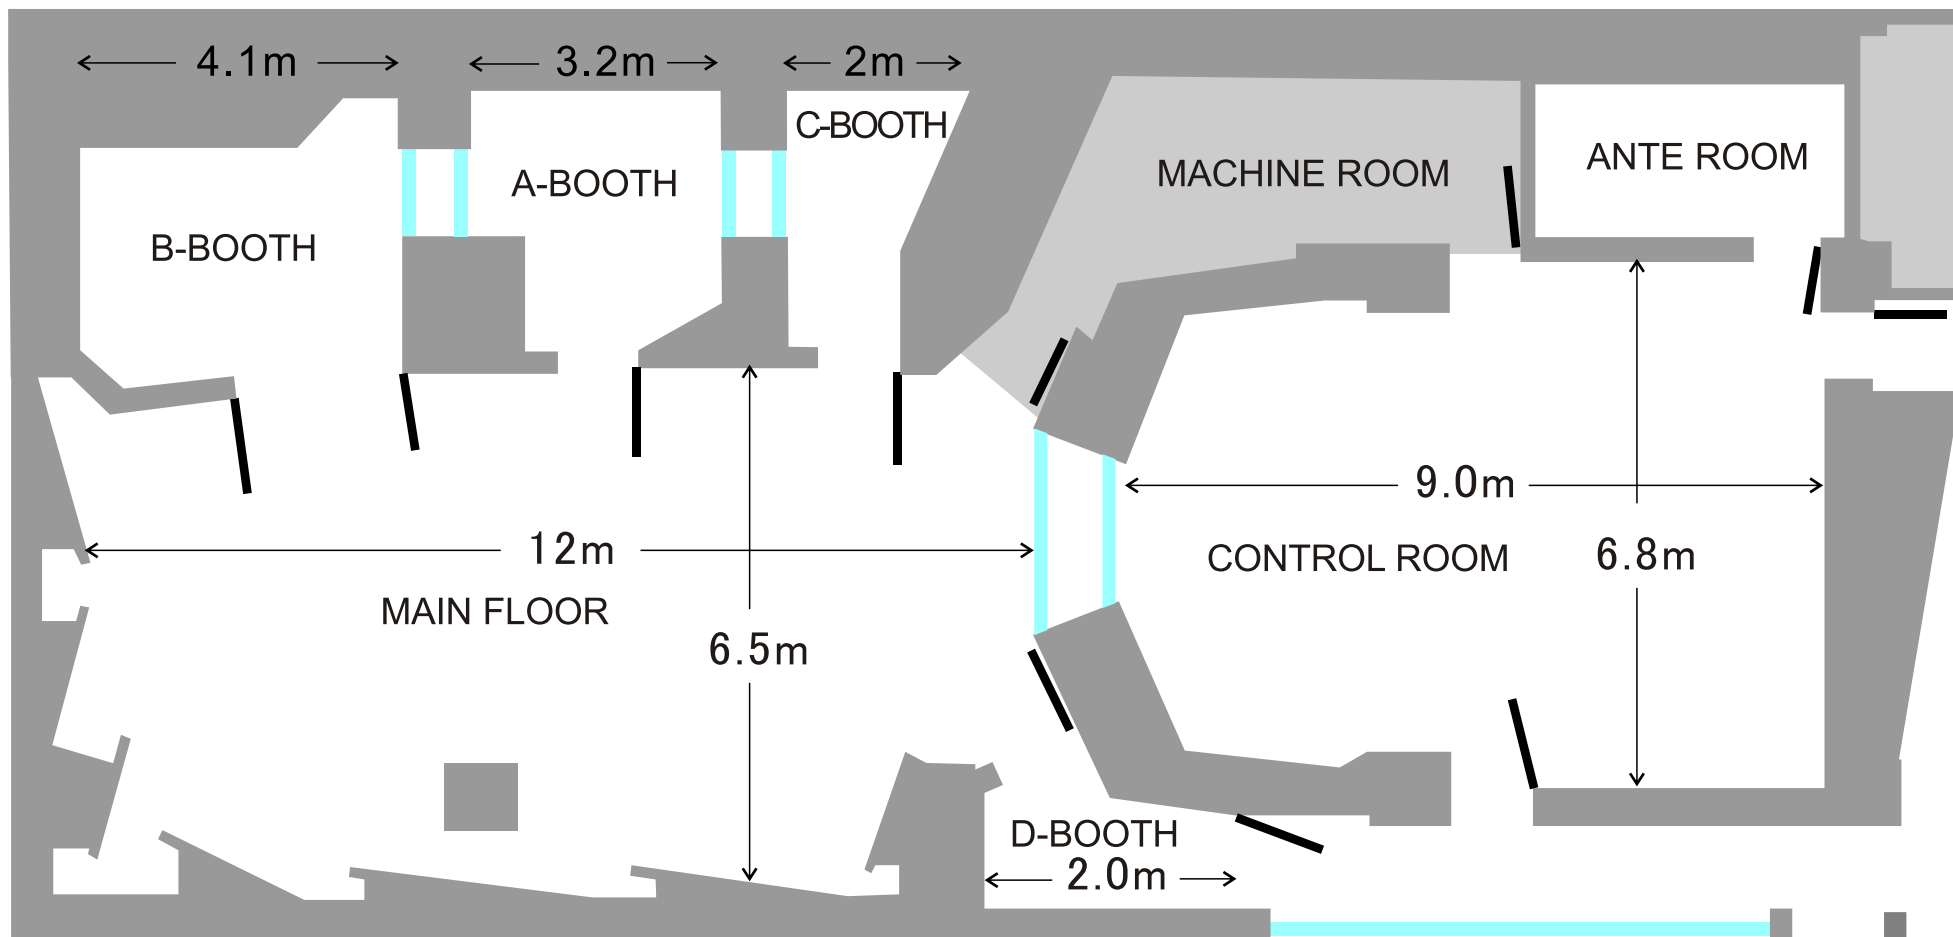 4.1m
3.2m
2m
C-BOOTH
A-BOOTH
B-BOOTH
MACHINE ROOM
ANTE ROOM
9.0m
12m
CONTROL ROOM
6.8m
MAIN FLOOR
6.5m
D-BOOTH
2.0m